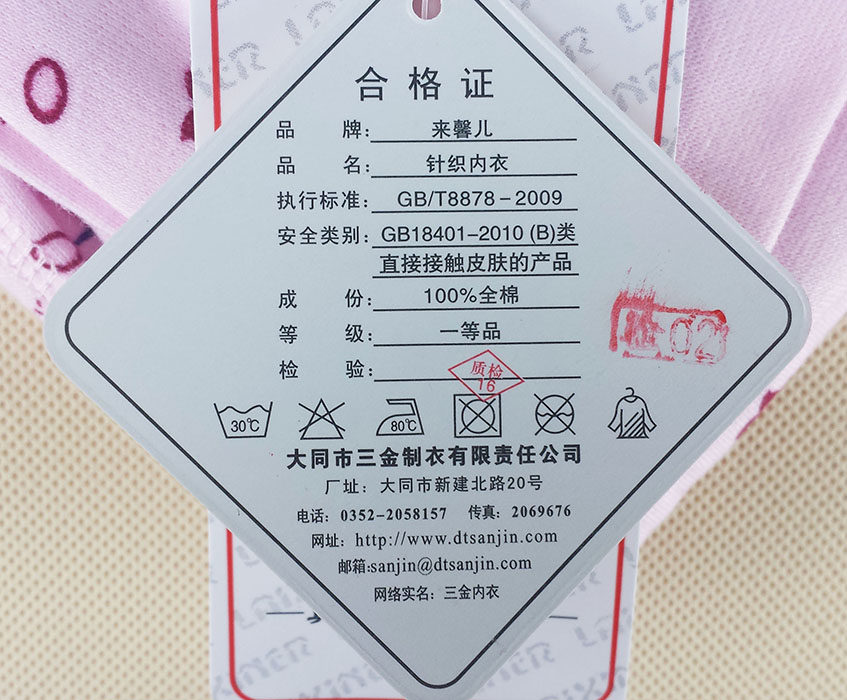 合格证
品 牌: 来馨儿
品 名: 针织内衣
执行标准: GB/T8878-2009
安全类别: GB18401-2010 (B)类
直接接触皮肤的产品
成 份: 100%全棉
等 级: 一等品
检 验:
质检
16
02
30℃
80℃
大同市三金制衣有限责任公司
厂址: 大同市新建北路20号
电话: 0352-2058157 传真: 2069676
网址: http://www.dtsanjin.com
邮箱:sanjin@dtsanjin.com
网络实名: 三金内衣